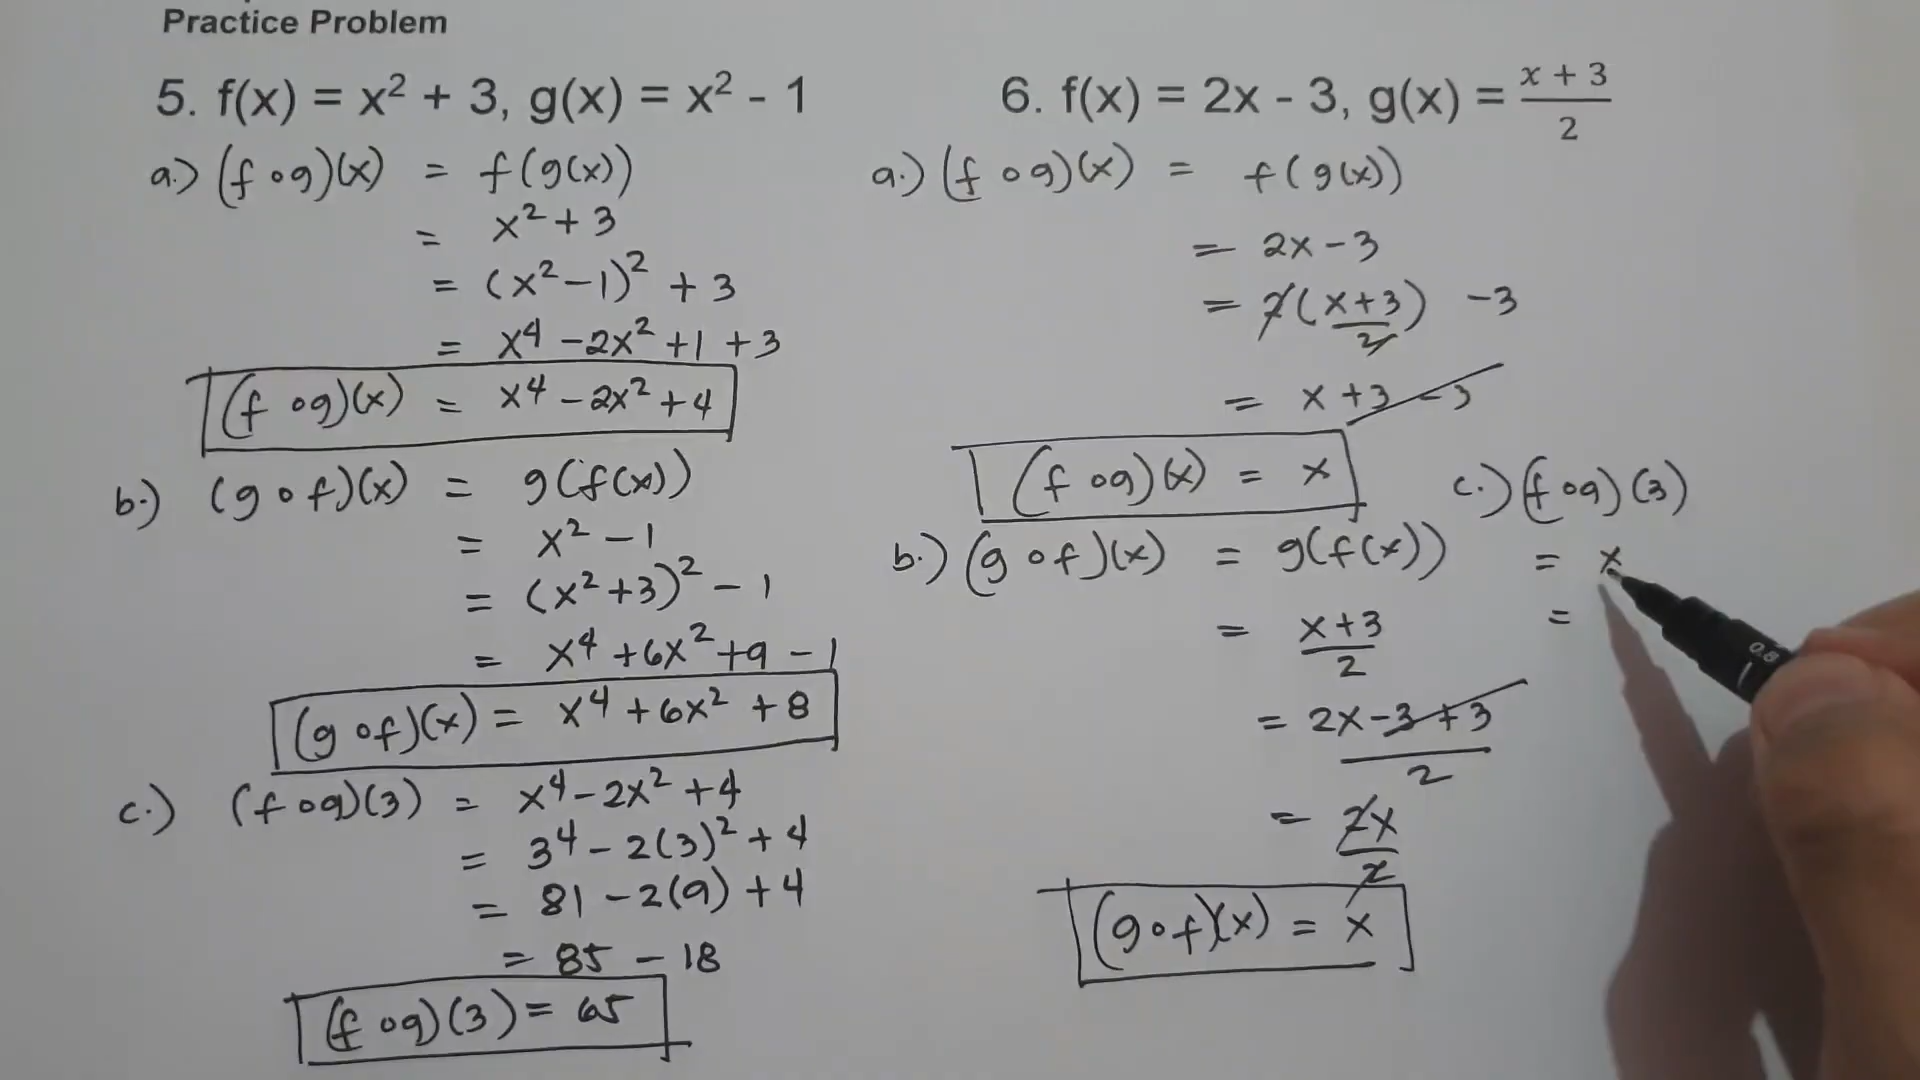 Practice Problem
5. f(x) = x² + 3, g(x) = x² - 1
a.) (f∘g)(x) = f(g(x))
= x² + 3
= (x² - 1)² + 3
= x⁴ - 2x² + 1 + 3
(f∘g)(x) = x⁴ - 2x² + 4
b.) (g∘f)(x) = g(f(x))
= x² - 1
= (x² + 3)² - 1
= x⁴ + 6x² + 9 - 1
(g∘f)(x) = x⁴ + 6x² + 8
c.) (f∘g)(3) = x⁴ - 2x² + 4
= 3⁴ - 2(3)² + 4
= 81 - 2(9) + 4
= 85 - 18
(f∘g)(3) = 65
6. f(x) = 2x - 3, g(x) = x + 3 / 2
a.) (f∘g)(x) = f(g(x))
= 2x - 3
= 2(x + 3 / 2) - 3
= x + 3 - 3
(f∘g)(x) = x
b.) (g∘f)(x) = g(f(x))
= x + 3 / 2
= 2x - 3 + 3 / 2
= 2x / 2
(g∘f)(x) = x
c.) (f∘g)(3)
= x
=
0.8